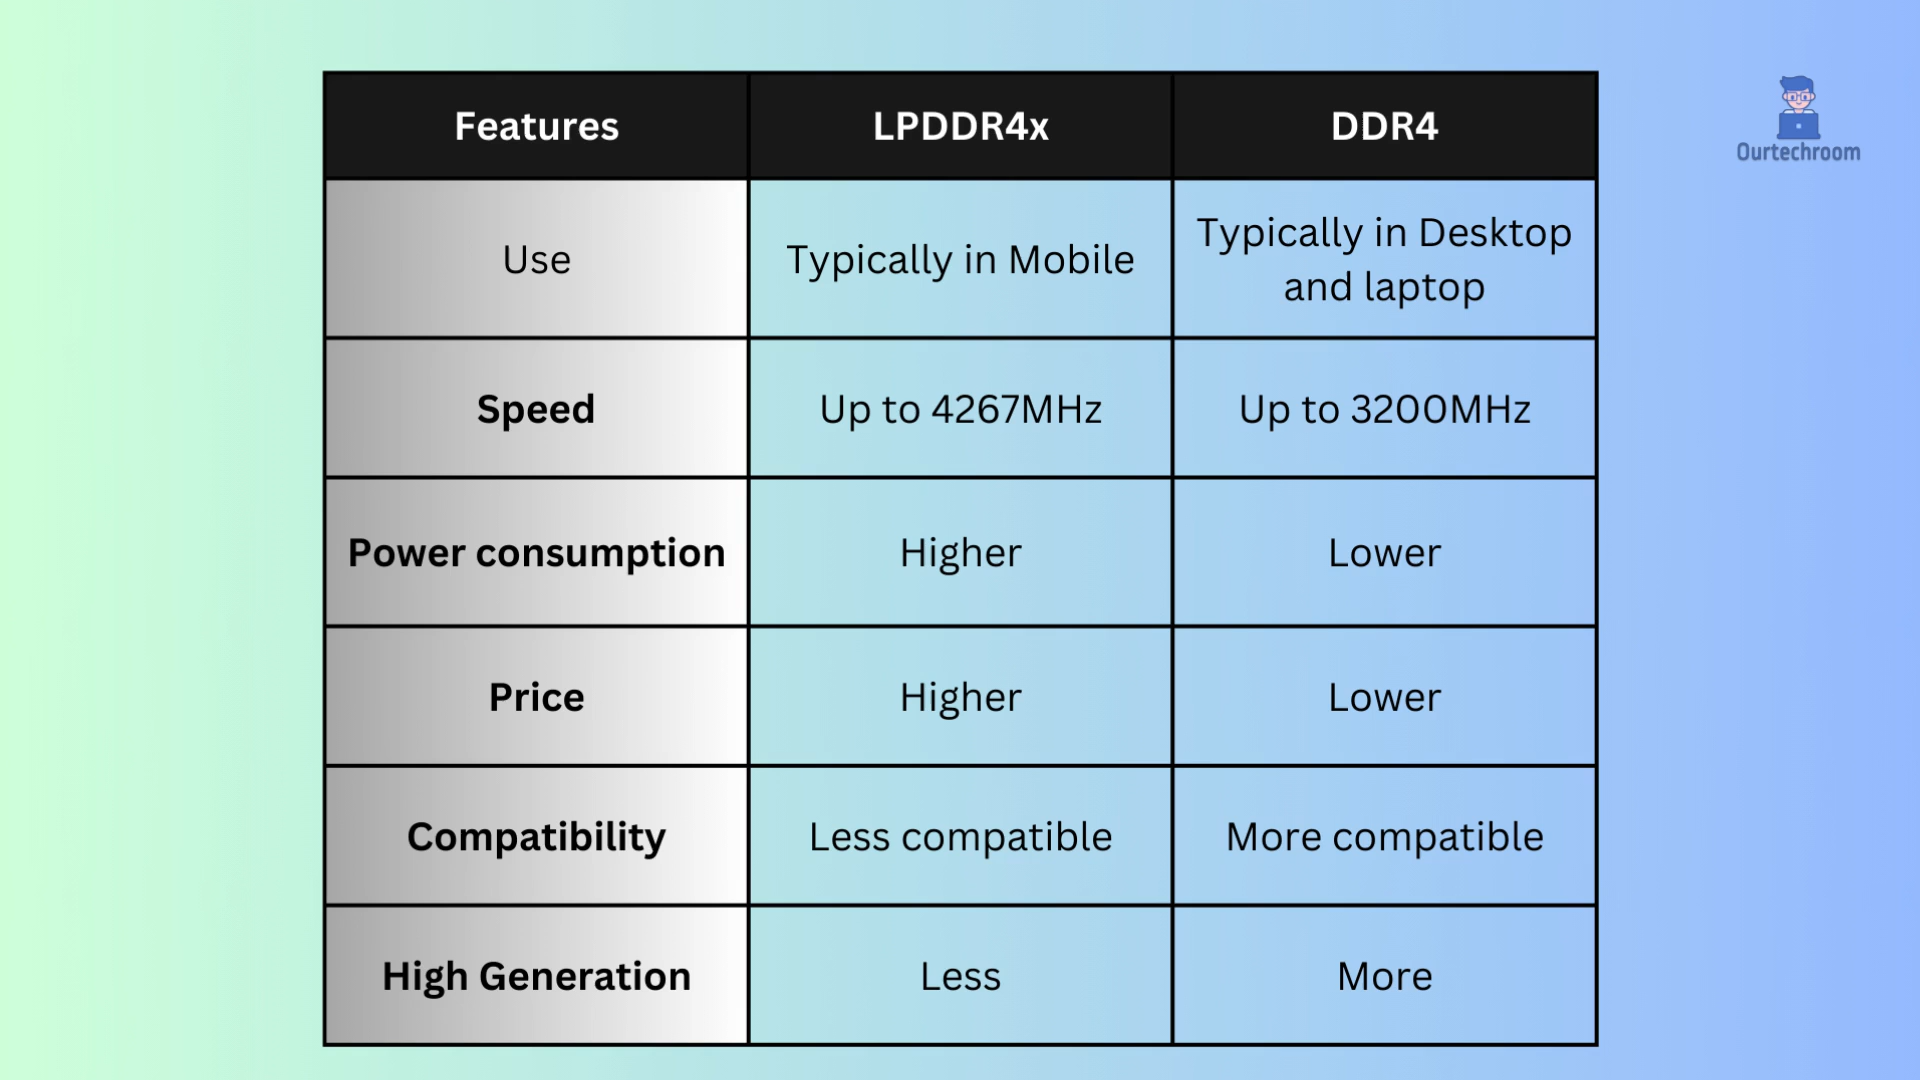 Features LPDDR4x DDR4
Ourtechroom
Use Typically in Mobile Typically in Desktop
and laptop
Speed Up to 4267MHz Up to 3200MHz
Power consumption Higher Lower
Price Higher Lower
Compatibility Less compatible More compatible
High Generation Less More